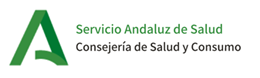 Servicio Andaluz de Salud
Consejería de Salud y Consumo